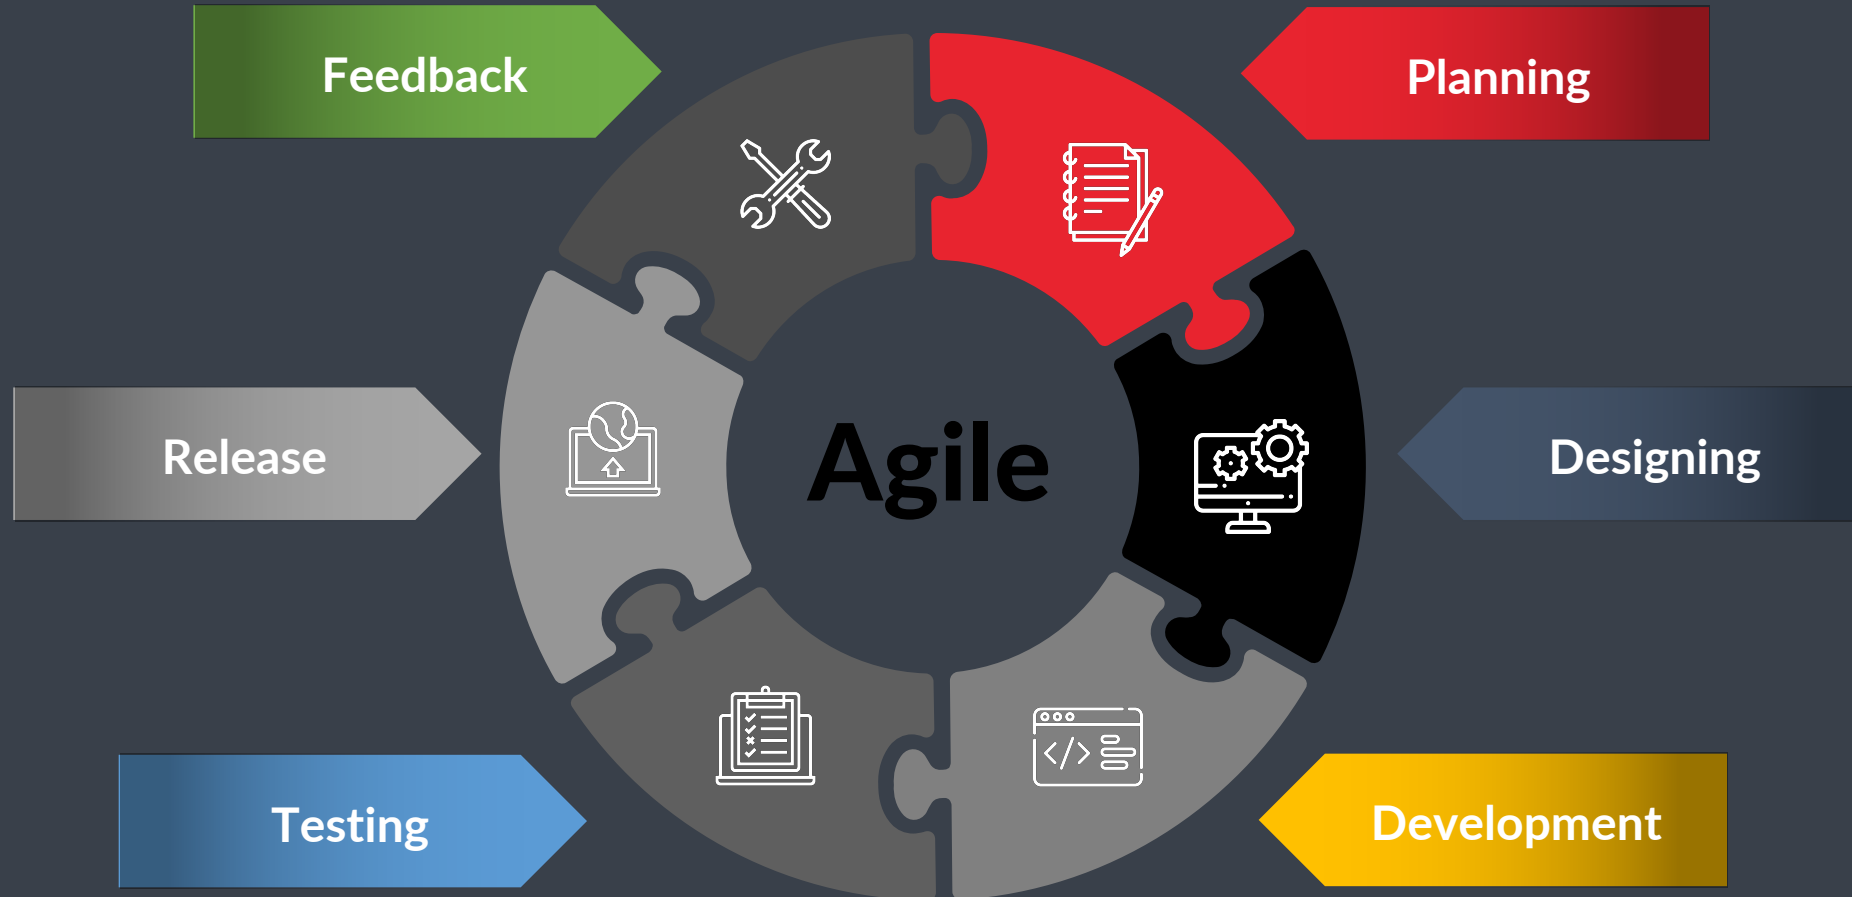 Feedback
Planning
Release
Agile
Designing
Testing
Development